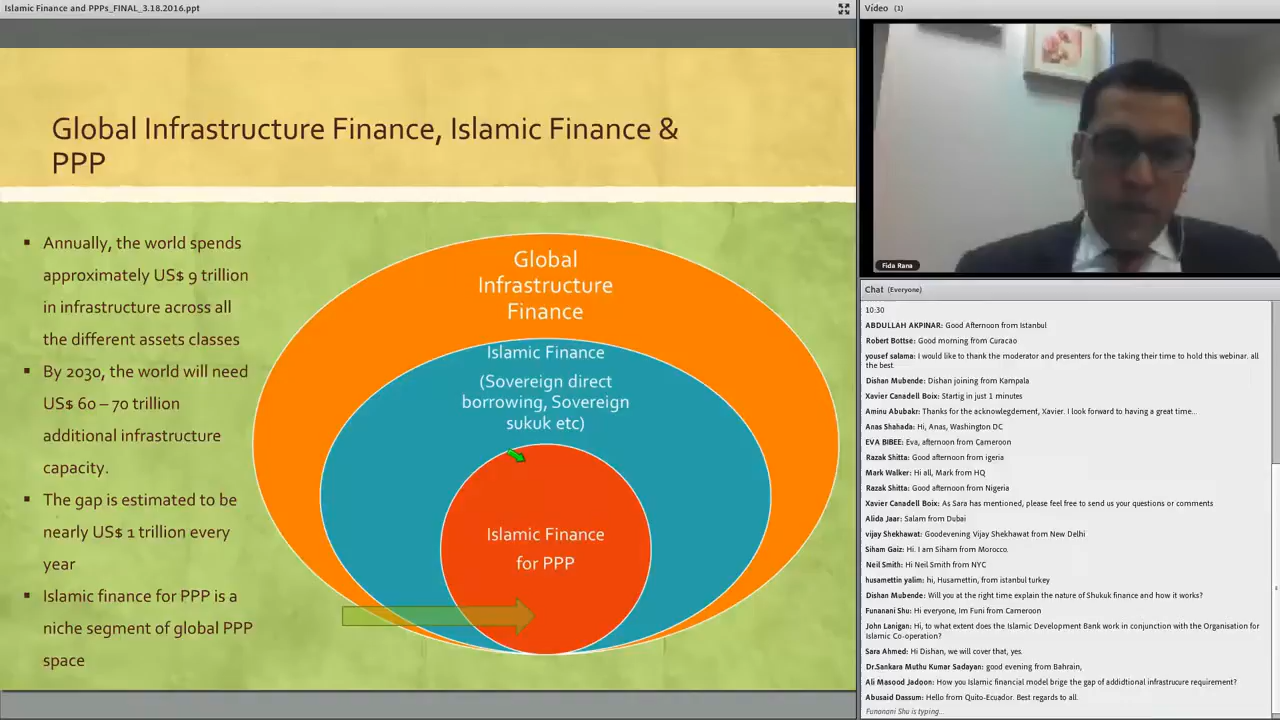 Islamic Finance and PPPs_FINAL_3.18.2016.ppt
Global Infrastructure Finance, Islamic Finance &
PPP
▪ Annually, the world spends
approximately US$ 9 trillion
in infrastructure across all
the different assets classes
▪ By 2030, the world will need
US$ 60 – 70 trillion
additional infrastructure
capacity.
▪ The gap is estimated to be
nearly US$ 1 trillion every
year
▪ Islamic finance for PPP is a
niche segment of global PPP
space
Global
Infrastructure
Finance
Islamic Finance
(Sovereign direct
borrowing, Sovereign
sukuk etc)
Islamic Finance
for PPP
Video (1)
Fida Rana
Chat (Everyone)
10:30
ABDULLAH AKPINAR: Good Afternoon from Istanbul
Robert Bottse: Good morning from Curacao
yousef salama: I would like to thank the moderator and presenters for the taking their time to hold this webinar. all
the best.
Dishan Mubende: Dishan joining from Kampala
Xavier Canadell Boix: Startig in just 1 minutes
Aminu Abubakr: Thanks for the acknowlegdement, Xavier. I look forward to having a great time...
Anas Shahada: Hi, Anas, Washington DC
EVA BIBEE: Eva, afternoon from Cameroon
Razak Shitta: Good afternoon from igeria
Mark Walker: Hi all, Mark from HQ
Razak Shitta: Good afternoon from Nigeria
Xavier Canadell Boix: As Sara has mentioned, please feel free to send us your questions or comments
Alida Jaar: Salam from Dubai
vijay Shekhawat: Goodevening Vijay Shekhawat from New Delhi
Siham Gaiz: Hi. I am Siham from Morocco.
Neil Smith: Hi Neil Smith from NYC
husamettin yalim: hi, Husamettin, from istanbul turkey
Dishan Mubende: Will you at the right time explain the nature of Shukuk finance and how it works?
Funanani Shu: Hi everyone, Im Funi from Cameroon
John Lanigan: Hi, to what extent does the Islamic Development Bank work in conjunction with the Organisation for
Islamic Co-operation?
Sara Ahmed: Hi Dishan, we will cover that, yes.
Dr.Sankara Muthu Kumar Sadayan: good evening from Bahrain,
Ali Masood Jadoon: How you Islamic financial model brige the gap of addidtional infrastrucure requirement?
Abusaid Dassum: Hello from Quito-Ecuador. Best regards to all.
Funanani Shu is typing...